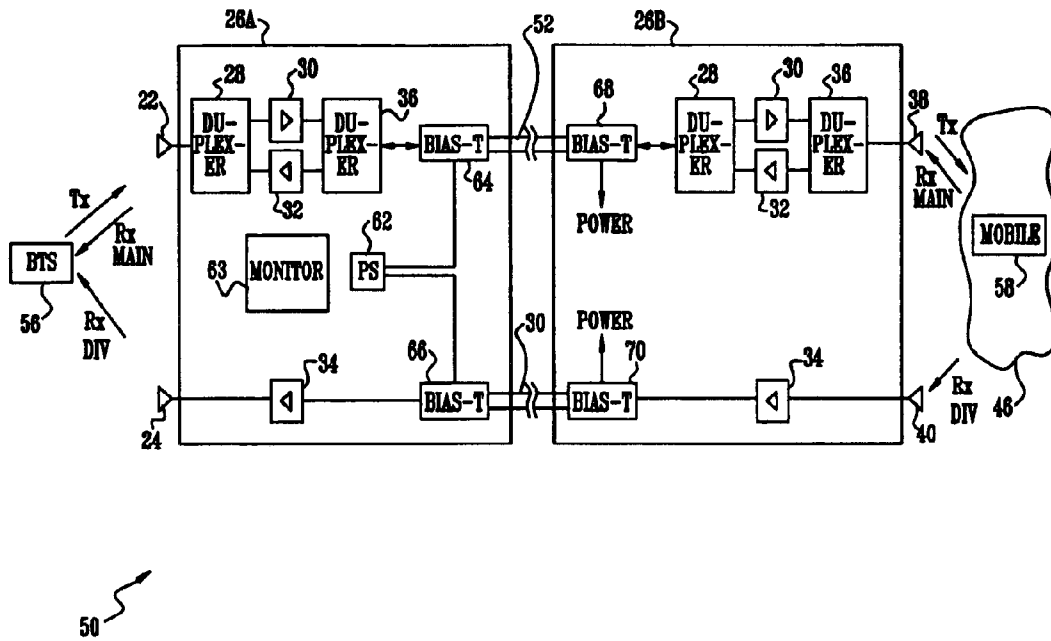 26A
52
26B
22
28
30
36
68
28
30
36
38
DU-
PLEX-
ER
DU-
PLEX-
ER
BIAS-T
BIAS-T
DU-
PLEX-
ER
DU-
PLEX-
ER
Tx
Rx
MAIN
64
32
32
POWER
Tx
Rx
MAIN
62
BTS
56
63
MONITOR
PS
MOBILE
58
Rx
DIV
POWER
30
66
34
70
34
BIAS-T
BIAS-T
Rx
DIV
24
40
46
50